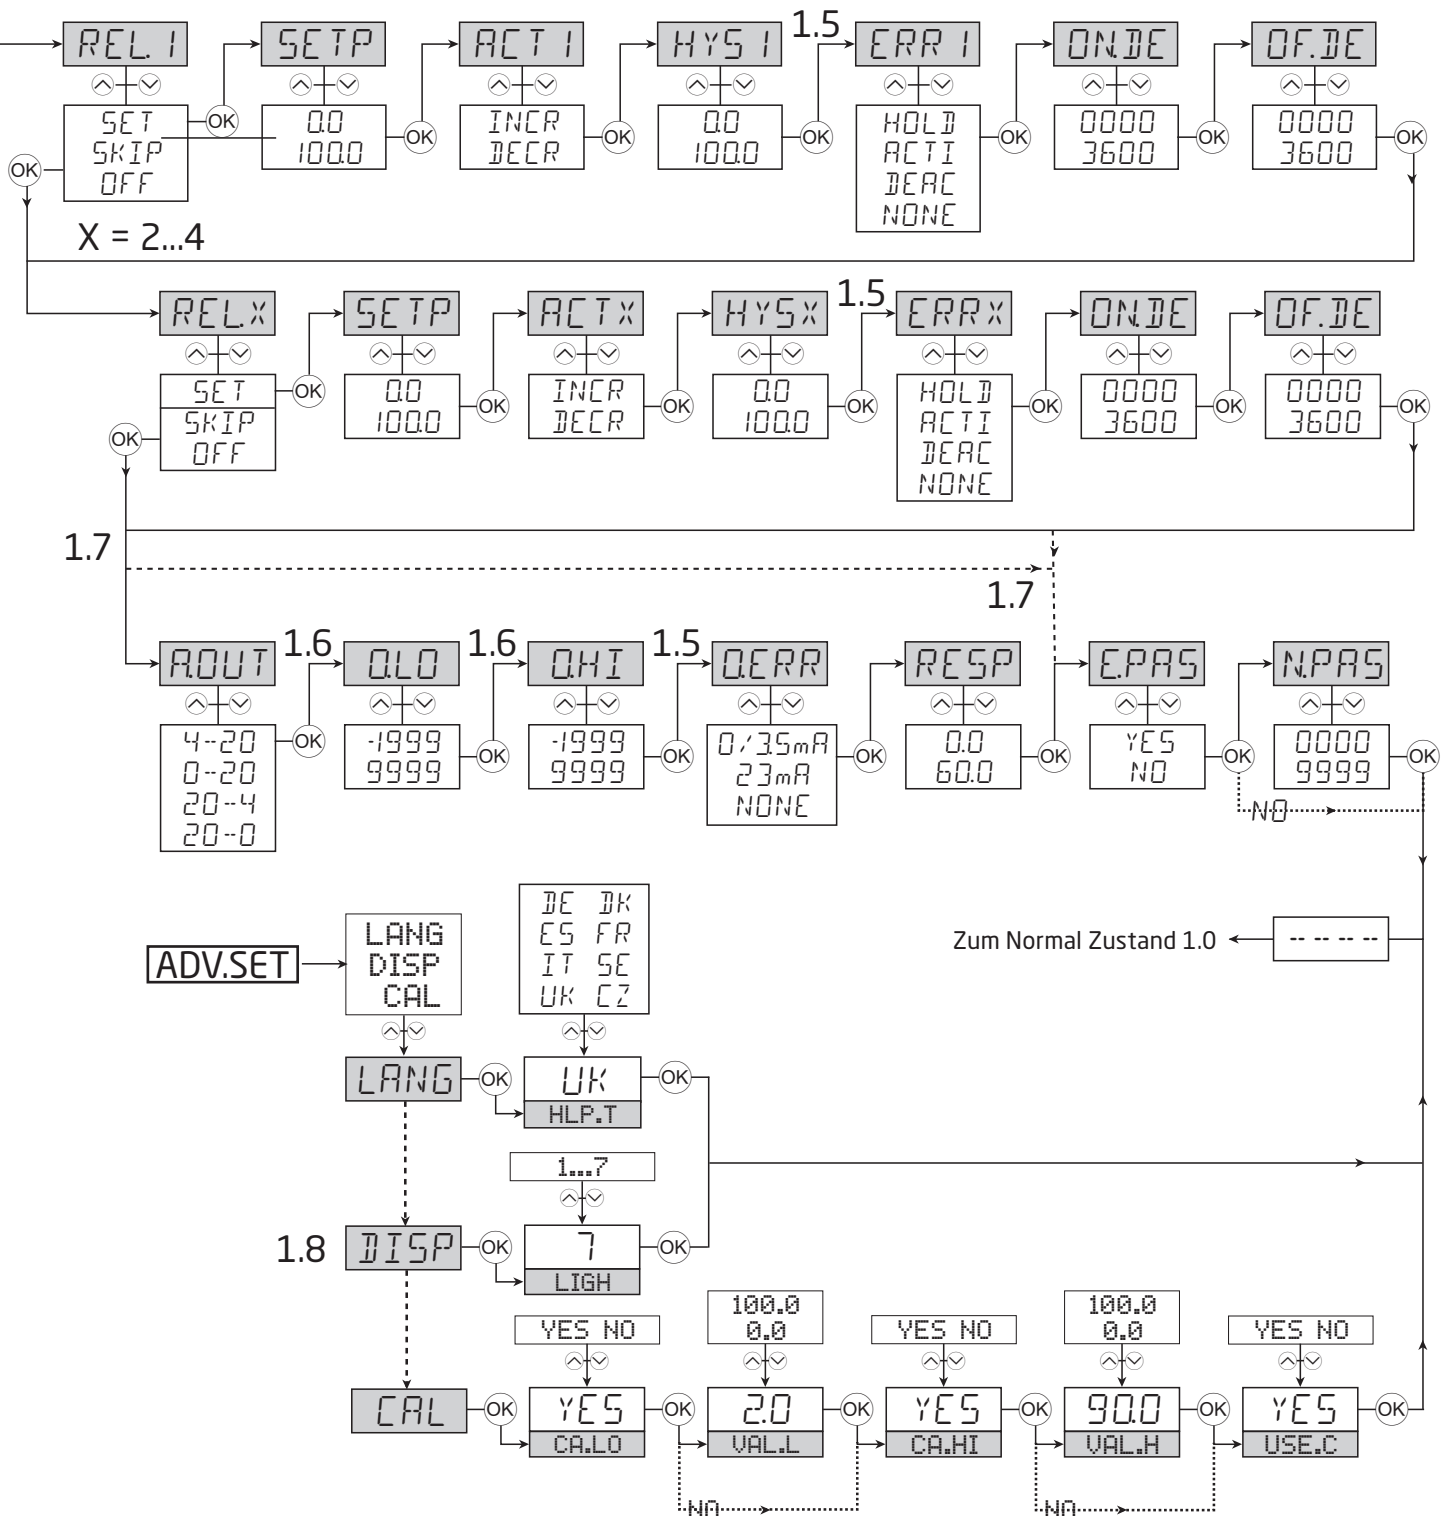 REL.1 SETP ACT1 HYS1 1.5 ERR1 ON.DE OF.DE
SET
SKIP
OFF
OK
OK
0.0
100.0
OK
INCR
DECR
OK
0.0
100.0
OK
HOLD
ACTI
DEAC
NONE
OK
0000
3600
OK
0000
3600
OK
X = 2...4
REL.X SETP ACTX HYSX 1.5 ERRX ON.DE OF.DE
SET
SKIP
OFF
OK
OK
0.0
100.0
OK
INCR
DECR
OK
0.0
100.0
OK
HOLD
ACTI
DEAC
NONE
OK
0000
3600
OK
0000
3600
OK
1.7
1.7
A.OUT 1.6 O.LO 1.6 O.HI 1.5 O.ERR RESP E.PAS N.PAS
4--20
0--20
20--4
20--0
OK
-1999
9999
OK
-1999
9999
OK
0/3.5mA
23mA
NONE
OK
0.0
60.0
OK
YES
NO
OK
NO
0000
9999
OK
Zum Normal Zustand 1.0
-- -- -- --
ADV.SET
LANG
DISP
CAL
DE DK
ES FR
IT SE
UK CZ
LANG OK UK OK
HLP.T
1...7
1.8 DISP OK 7 OK
LIGH
YES NO
100.0
0.0
YES NO
100.0
0.0
YES NO
CAL OK YES OK 2.0 OK YES OK 90.0 OK YES OK
CA.LO VAL.L CA.HI VAL.H USE.C
NO NO